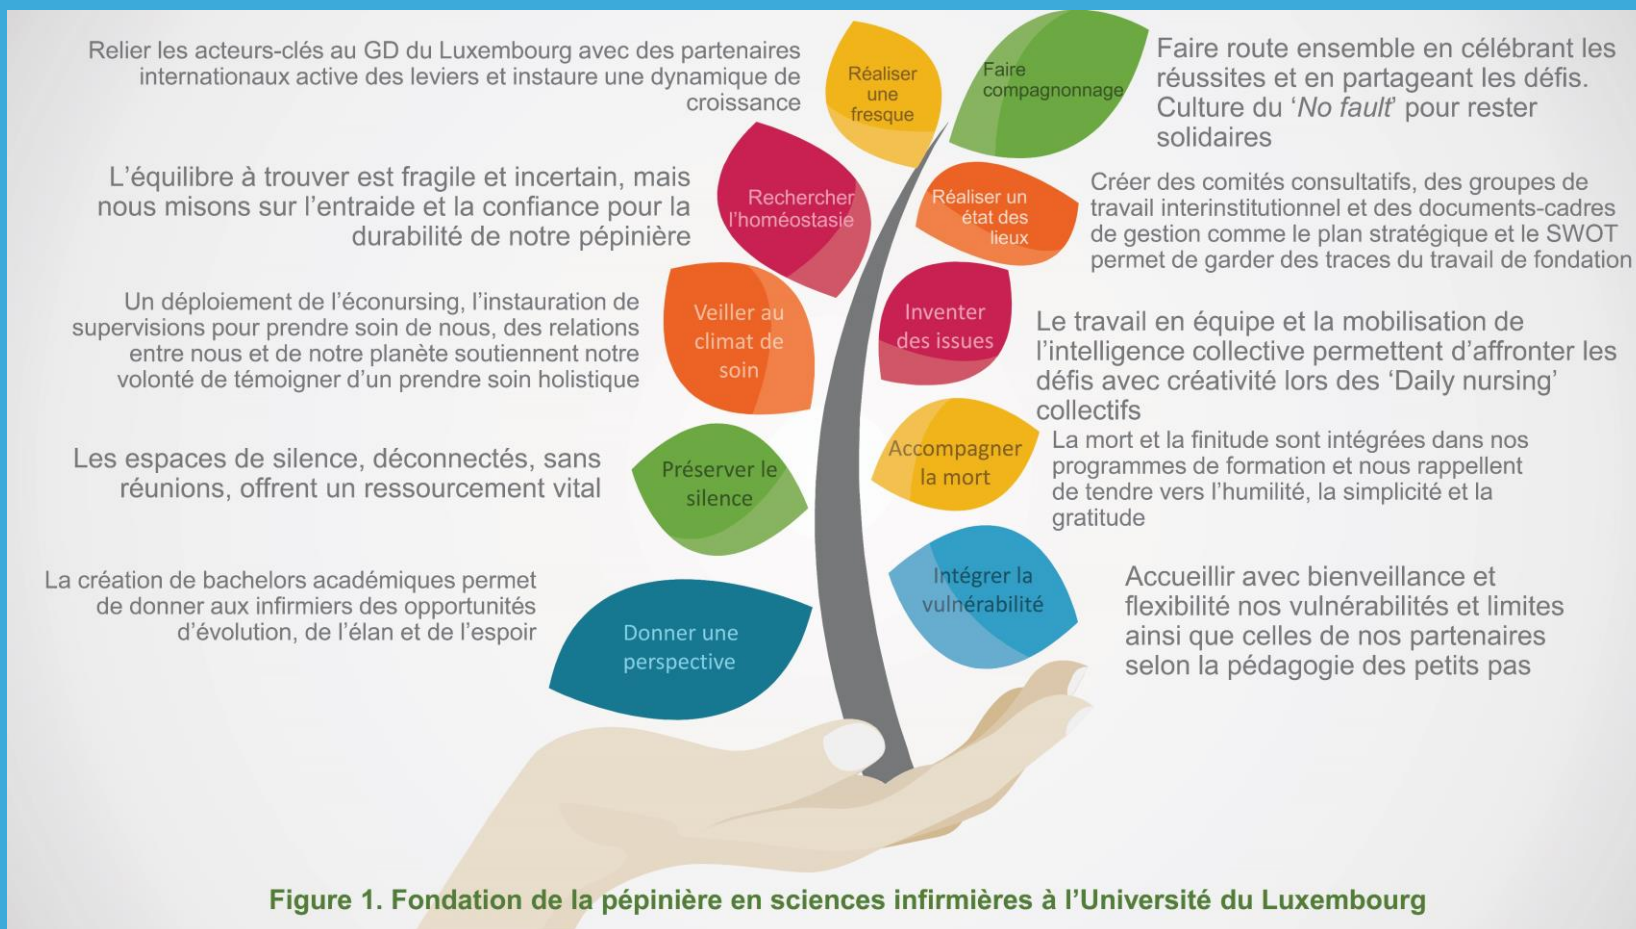 Relier les acteurs-clés au GD du Luxembourg avec des partenaires
internationaux active des leviers et instaure une dynamique de
croissance
Réaliser
une
fresque
Faire
compagnonnage
Faire route ensemble en célébrant les
réussites et en partageant les défis.
Culture du ‘No fault’ pour rester
solidaires
L’équilibre à trouver est fragile et incertain, mais
nous misons sur l’entraide et la confiance pour la
durabilité de notre pépinière
Rechercher
l’homéostasie
Réaliser un
état des
lieux
Créer des comités consultatifs, des groupes de
travail interinstitutionnel et des documents-cadres
de gestion comme le plan stratégique et le SWOT
permet de garder des traces du travail de fondation
Un déploiement de l’éconursing, l’instauration de
supervisions pour prendre soin de nous, des relations
entre nous et de notre planète soutiennent notre
volonté de témoigner d’un prendre soin holistique
Veiller au
climat de
soin
Inventer
des issues
Le travail en équipe et la mobilisation de
l’intelligence collective permettent d’affronter les
défis avec créativité lors des ‘Daily nursing’
collectifs
Les espaces de silence, déconnectés, sans
réunions, offrent un ressourcement vital
Préserver le
silence
Accompagner
la mort
La mort et la finitude sont intégrées dans nos
programmes de formation et nous rappellent
de tendre vers l’humilité, la simplicité et la
gratitude
La création de bachelors académiques permet
de donner aux infirmiers des opportunités
d’évolution, de l’élan et de l’espoir
Donner une
perspective
Intégrer la
vulnérabilité
Accueillir avec bienveillance et
flexibilité nos vulnérabilités et limites
ainsi que celles de nos partenaires
selon la pédagogie des petits pas
Figure 1. Fondation de la pépinière en sciences infirmières à l’Université du Luxembourg